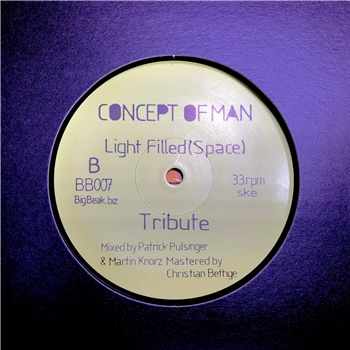 CONCEPT OF MAN
Light Filled(Space)
B
BB007
BigBeak.biz
33rpm
ske
Tribute
Mixed by Patrick Pulsinger
& Martin Knorz Mastered by
Christian Bethge